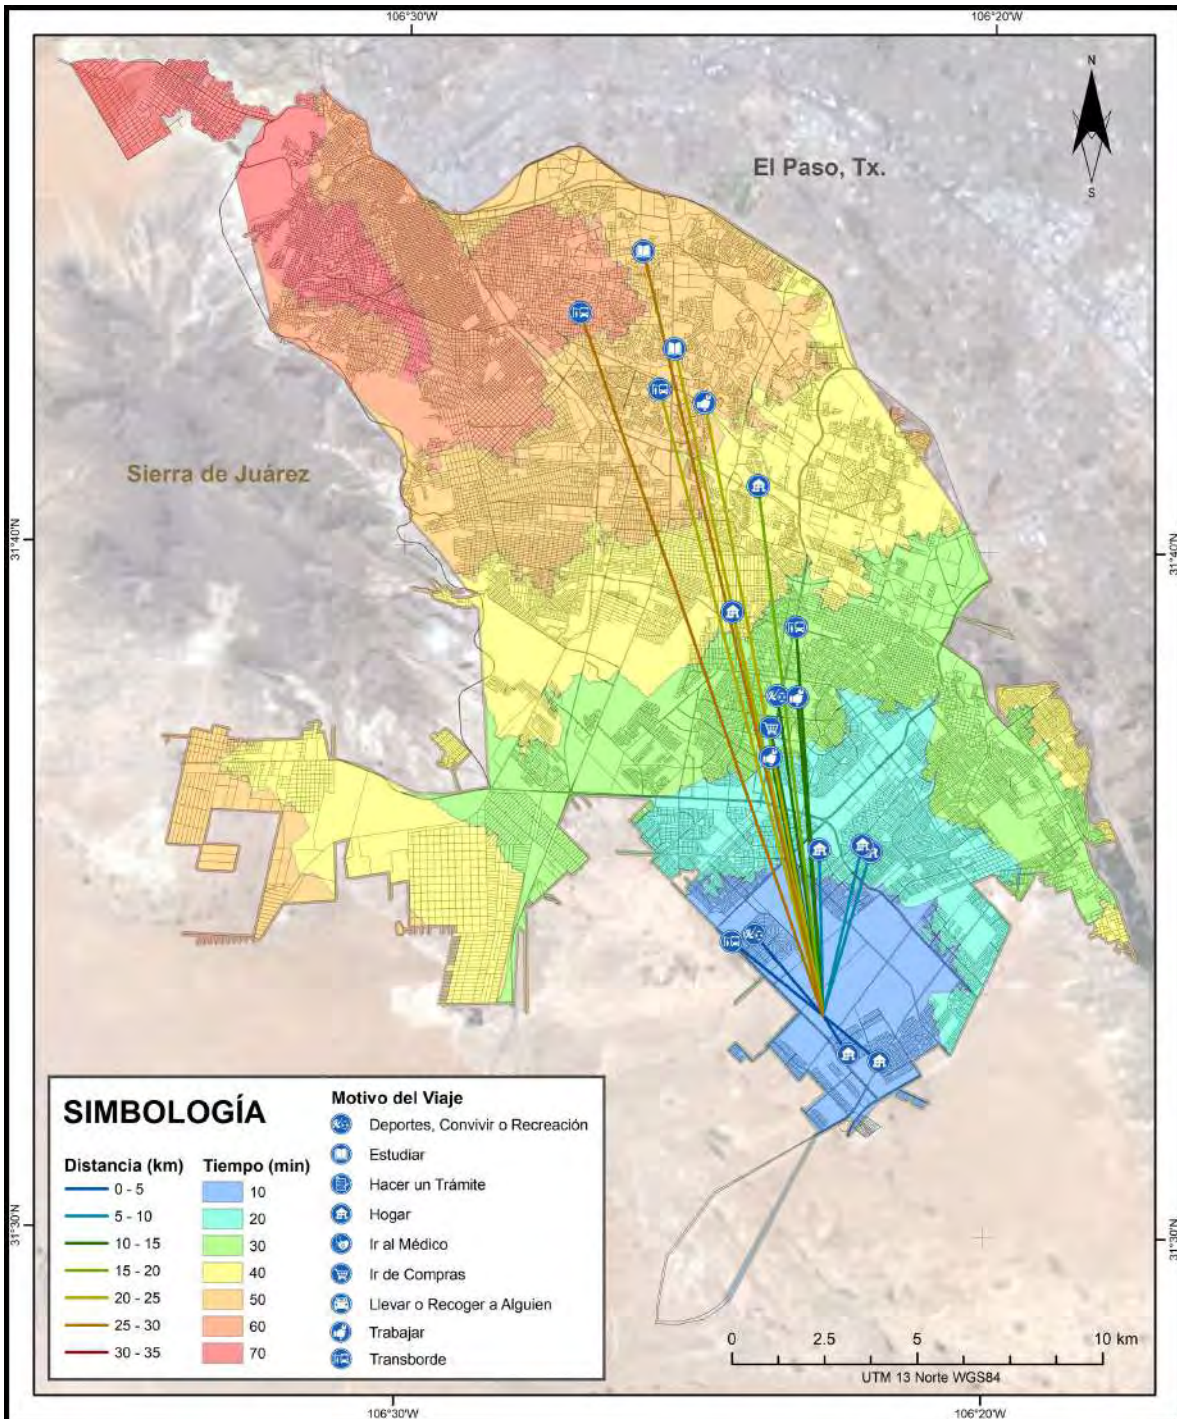 106°30'W
106°20'W
N
S
El Paso, Tx.
Sierra de Juárez
31°40'N
31°40'N
31°30'N
31°30'N
SIMBOLOGÍA
Distancia (km)
0 - 5
5 - 10
10 - 15
15 - 20
20 - 25
25 - 30
30 - 35
Tiempo (min)
10
20
30
40
50
60
70
Motivo del Viaje
Deportes, Convivir o Recreación
Estudiar
Hacer un Trámite
Hogar
Ir al Médico
Ir de Compras
Llevar o Recoger a Alguien
Trabajar
Transborde
0 2.5 5 10 km
UTM 13 Norte WGS84
106°30'W
106°20'W